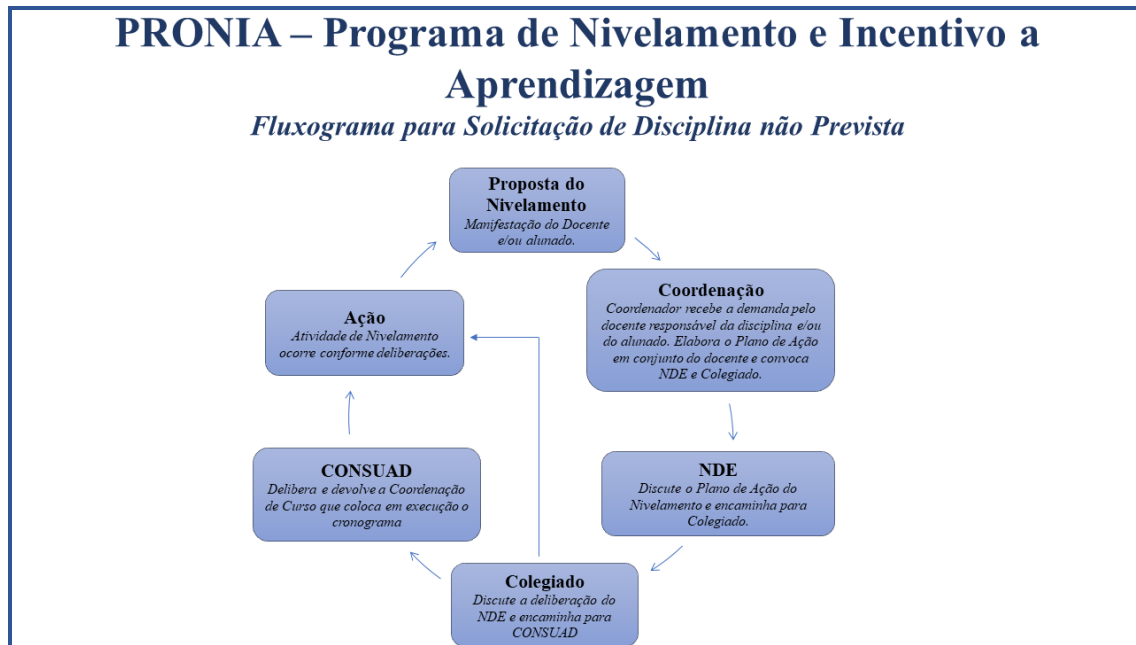 PRONIA – Programa de Nivelamento e Incentivo a
Aprendizagem
Fluxograma para Solicitação de Disciplina não Prevista
Proposta do
Nivelamento
Manifestação do Docente
e/ou alunado.
Coordenação
Coordenador recebe a demanda pelo
docente responsável da disciplina e/ou
do alunado. Elabora o Plano de Ação
em conjunto do docente e convoca
NDE e Colegiado.
NDE
Discute o Plano de Ação do
Nivelamento e encaminha para
Colegiado.
Colegiado
Discute a deliberação do
NDE e encaminha para
CONSUAD
CONSUAD
Delibera e devolve a Coordenação
de Curso que coloca em execução o
cronograma
Ação
Atividade de Nivelamento
ocorre conforme deliberações.